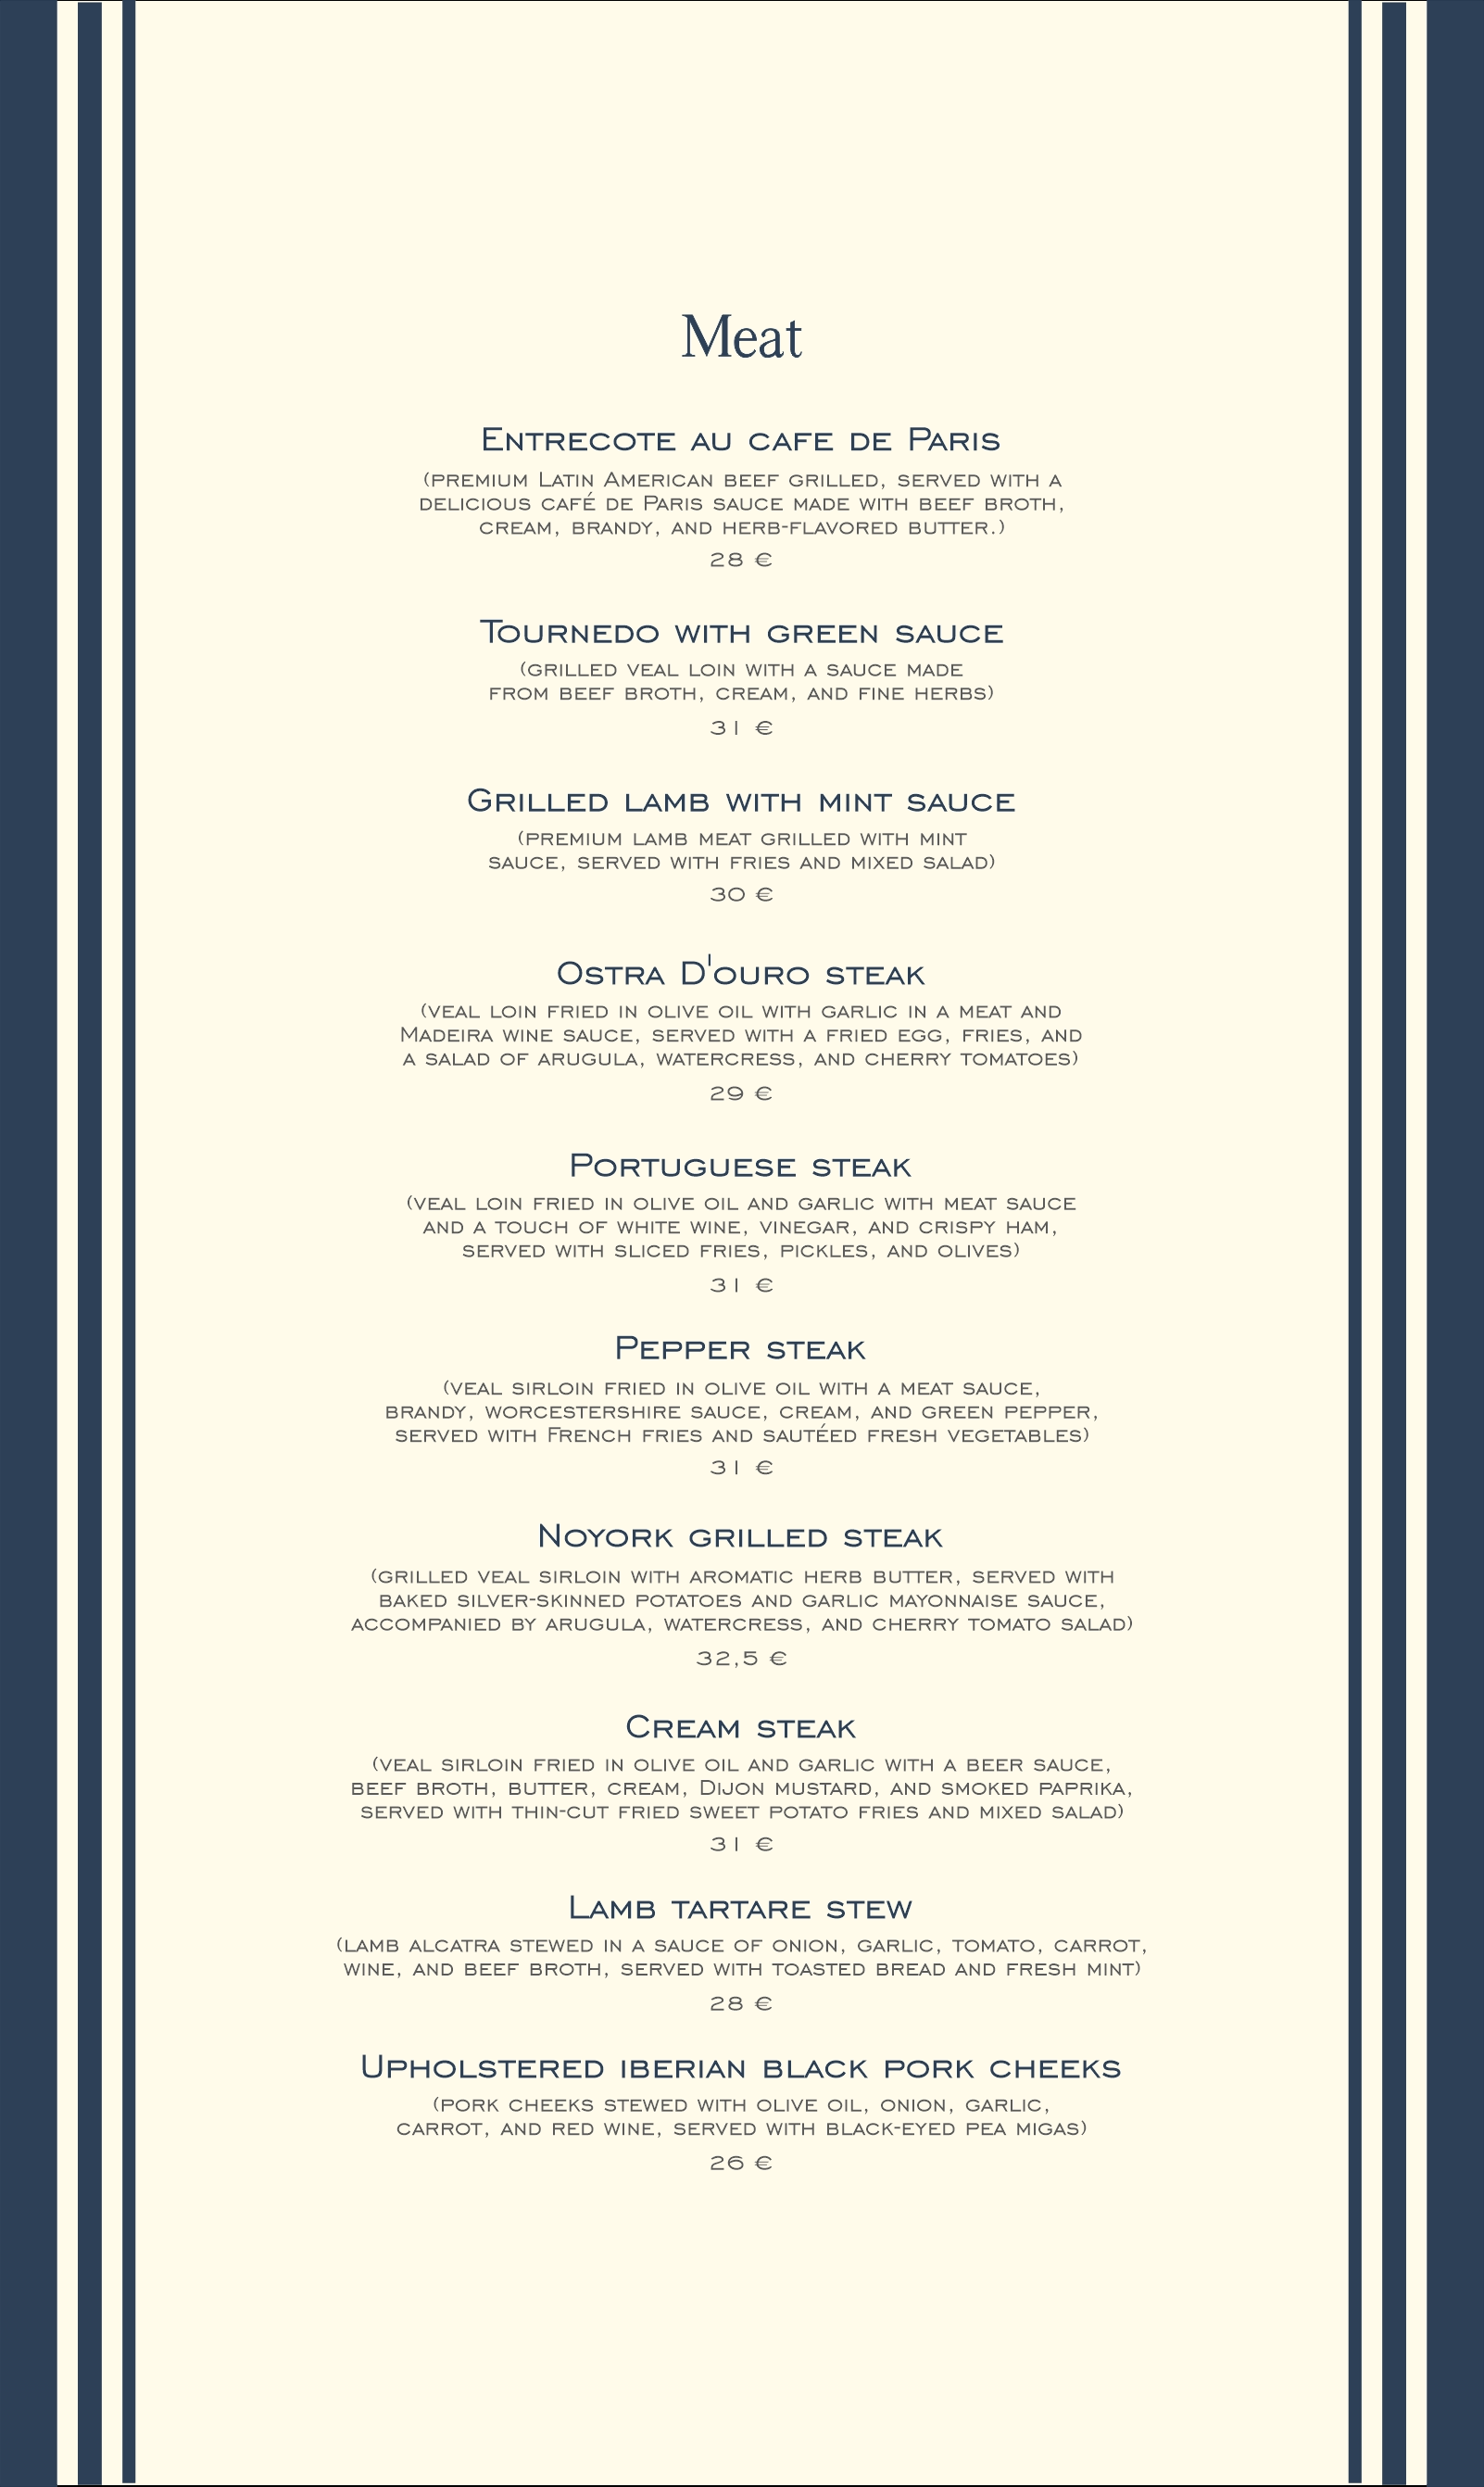 Meat
Entrecote au cafe de Paris
(premium Latin American beef grilled, served with a
delicious café de Paris sauce made with beef broth,
cream, brandy, and herb-flavored butter.)
28 €
Tournedo with green sauce
(grilled veal loin with a sauce made
from beef broth, cream, and fine herbs)
31 €
Grilled lamb with mint sauce
(premium lamb meat grilled with mint
sauce, served with fries and mixed salad)
30 €
Ostra D'ouro steak
(veal loin fried in olive oil with garlic in a meat and
Madeira wine sauce, served with a fried egg, fries, and
a salad of arugula, watercress, and cherry tomatoes)
29 €
Portuguese steak
(veal loin fried in olive oil and garlic with meat sauce
and a touch of white wine, vinegar, and crispy ham,
served with sliced fries, pickles, and olives)
31 €
Pepper steak
(veal sirloin fried in olive oil with a meat sauce,
brandy, worcestershire sauce, cream, and green pepper,
served with French fries and sautéed fresh vegetables)
31 €
Noyork grilled steak
(grilled veal sirloin with aromatic herb butter, served with
baked silver-skinned potatoes and garlic mayonnaise sauce,
accompanied by arugula, watercress, and cherry tomato salad)
32,5 €
Cream steak
(veal sirloin fried in olive oil and garlic with a beer sauce,
beef broth, butter, cream, Dijon mustard, and smoked paprika,
served with thin-cut fried sweet potato fries and mixed salad)
31 €
Lamb tartare stew
(lamb alcatra stewed in a sauce of onion, garlic, tomato, carrot,
wine, and beef broth, served with toasted bread and fresh mint)
28 €
Upholstered iberian black pork cheeks
(pork cheeks stewed with olive oil, onion, garlic,
carrot, and red wine, served with black-eyed pea migas)
26 €